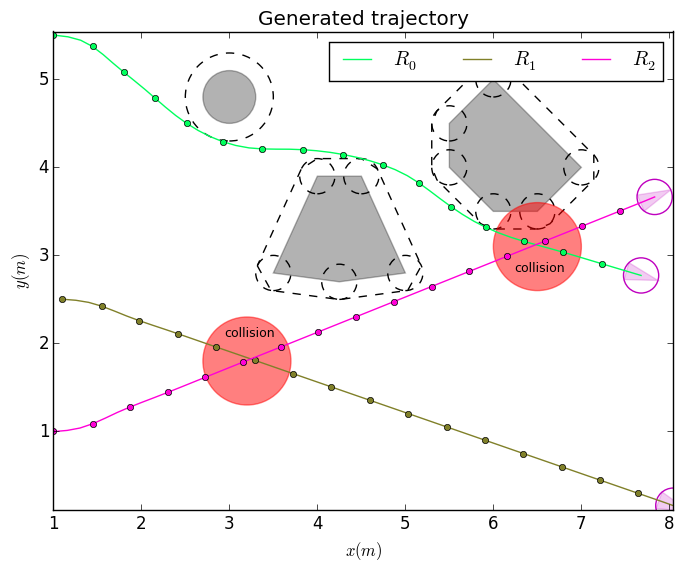 Generated trajectory
R₀ R₁ R₂
5
4
3
2
1
y(m)
collision
collision
1 2 3 4 5 6 7 8
x(m)